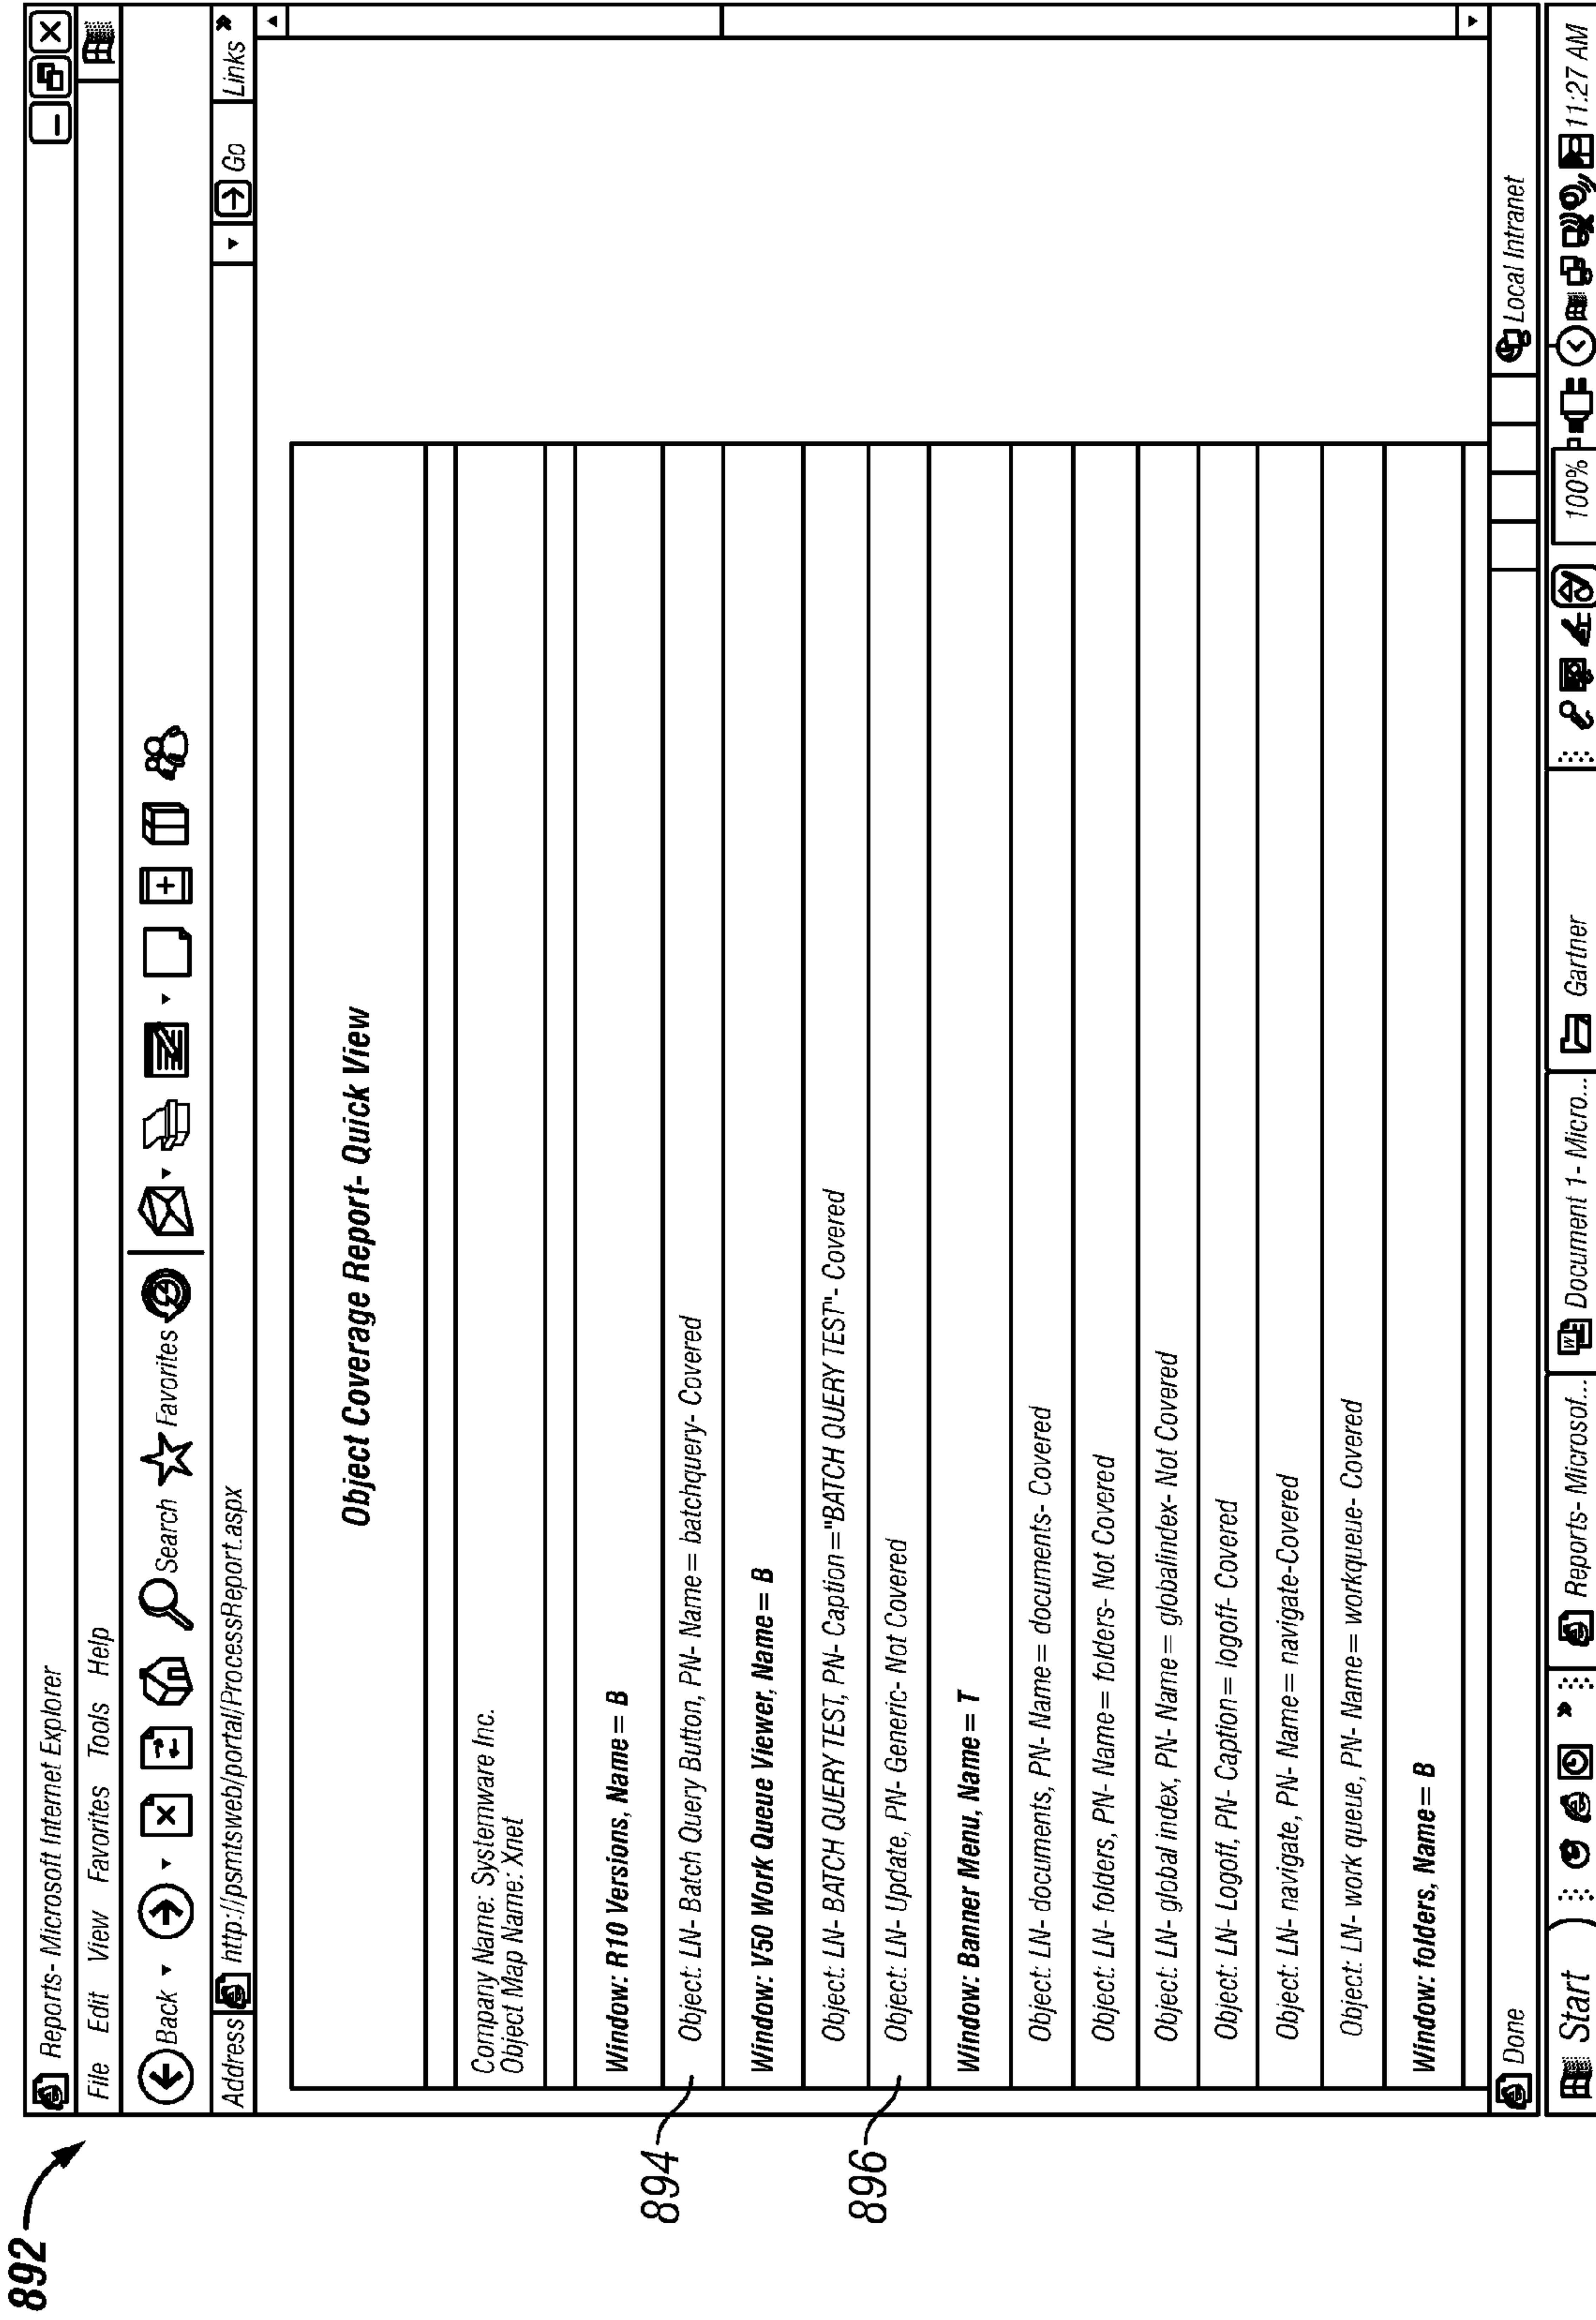 892
Reports- Microsoft Internet Explorer
File Edit View Favorites Tools Help
Back Search Favorites
Address http://psmtsweb/portal/ProcessReport.aspx Go Links »
Object Coverage Report- Quick View
Company Name: Systemware Inc.
Object Map Name: Xnet
Window: R10 Versions, Name = B
894
Object: LN- Batch Query Button, PN- Name = batchquery- Covered
Window: V50 Work Queue Viewer, Name = B
Object: LN- BATCH QUERY TEST, PN- Caption ="BATCH QUERY TEST"- Covered
896
Object: LN- Update, PN- Generic- Not Covered
Window: Banner Menu, Name = T
Object: LN- documents, PN- Name= documents- Covered
Object: LN- folders, PN- Name= folders- Not Covered
Object: LN- global index, PN- Name= globalindex- Not Covered
Object: LN- Logoff, PN- Caption= logoff- Covered
Object: LN- navigate, PN- Name= navigate-Covered
Object: LN- work queue, PN- Name= workqueue- Covered
Window: folders, Name= B
Done Local Intranet
Start » Reports- Microsof... W Document 1- Micro... Gartner 100% 11:27 AM